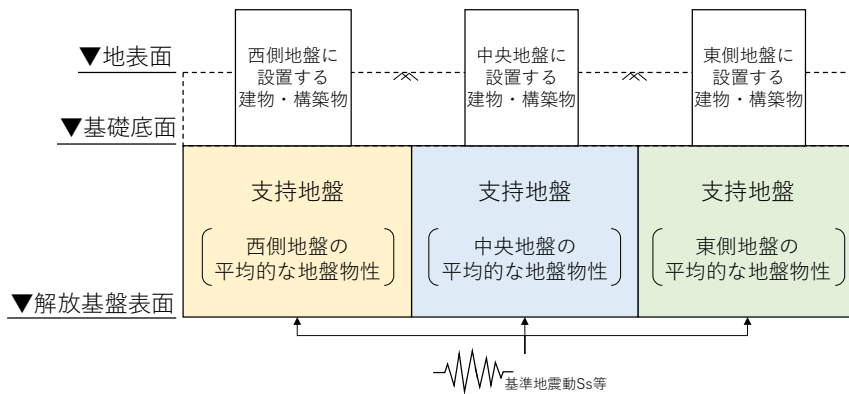 ▼地表面
西側地盤に
設置する
建物・構築物
中央地盤に
設置する
建物・構築物
東側地盤に
設置する
建物・構築物
▼基礎底面
支持地盤
西側地盤の
平均的な地盤物性
支持地盤
中央地盤の
平均的な地盤物性
支持地盤
東側地盤の
平均的な地盤物性
▼解放基盤表面
基準地震動Ss等